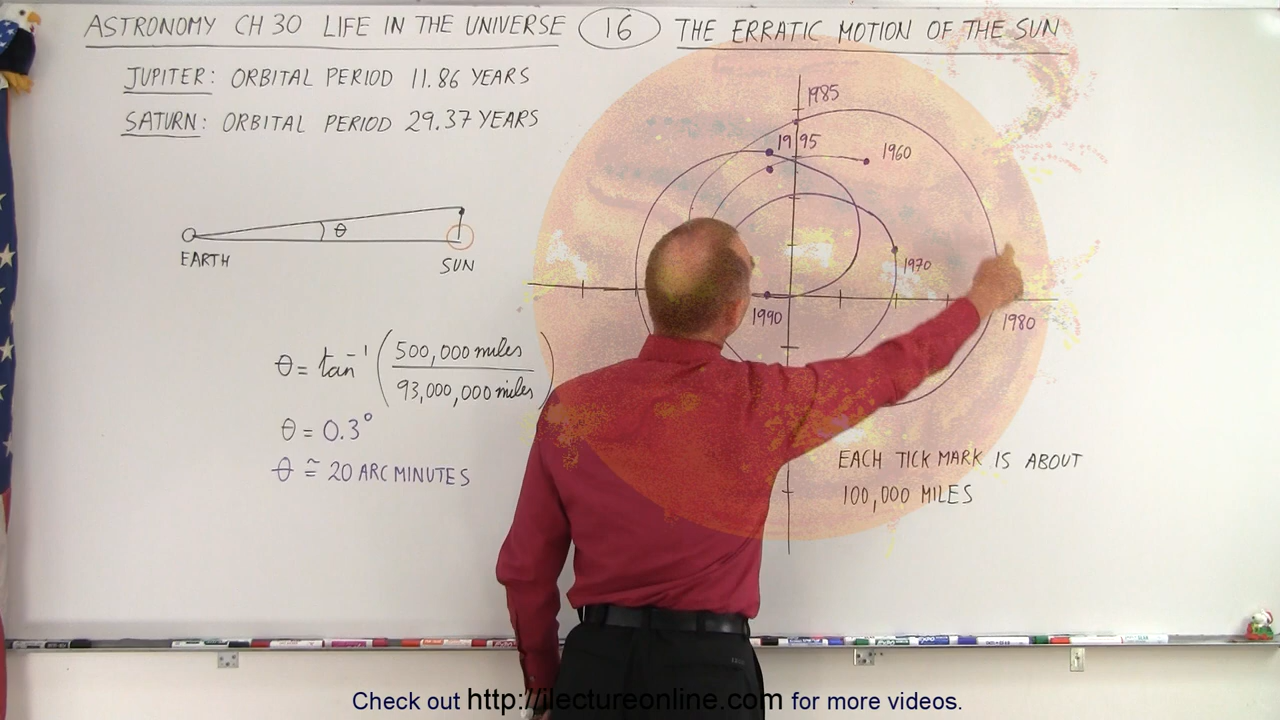 ASTRONOMY CH 30 LIFE IN THE UNIVERSE 16 THE ERRATIC MOTION OF THE SUN
JUPITER: ORBITAL PERIOD 11.86 YEARS
SATURN: ORBITAL PERIOD 29.37 YEARS
1985
1995
1960
θ
EARTH
SUN
1970
1990
1980
θ = tan⁻¹ (500,000 miles / 93,000,000 miles)
θ = 0.3°
θ ≅ 20 ARC MINUTES
EACH TICK MARK IS ABOUT
100,000 MILES
Check out http://ilectureonline.com for more videos.